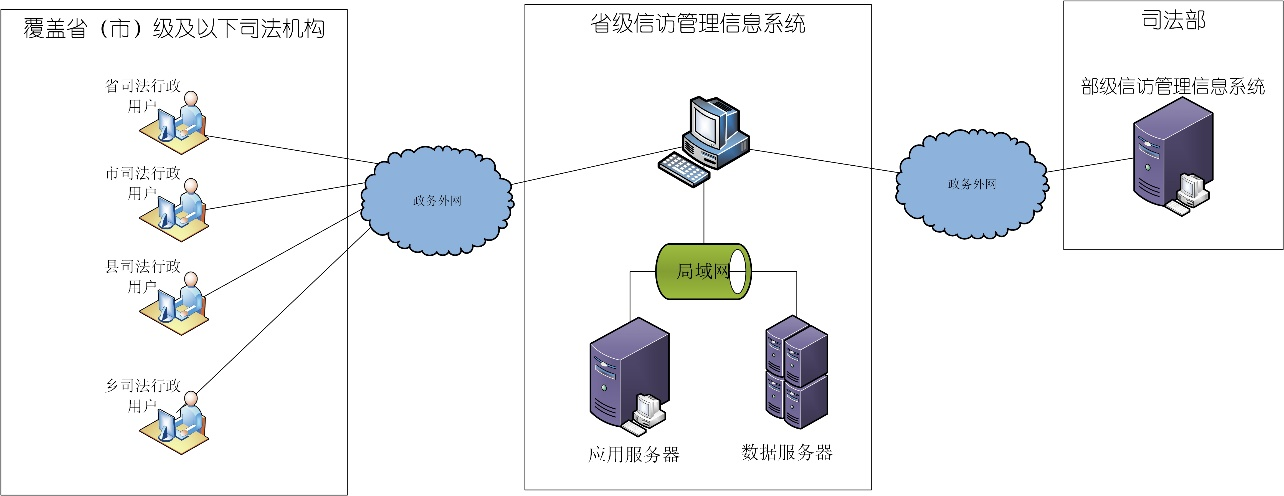 覆盖省（市）级及以下司法机构
省司法行政
用户
市司法行政
用户
县司法行政
用户
乡司法行政
用户
政务外网
省级信访管理信息系统
局域网
应用服务器
数据服务器
政务外网
司法部
部级信访管理信息系统